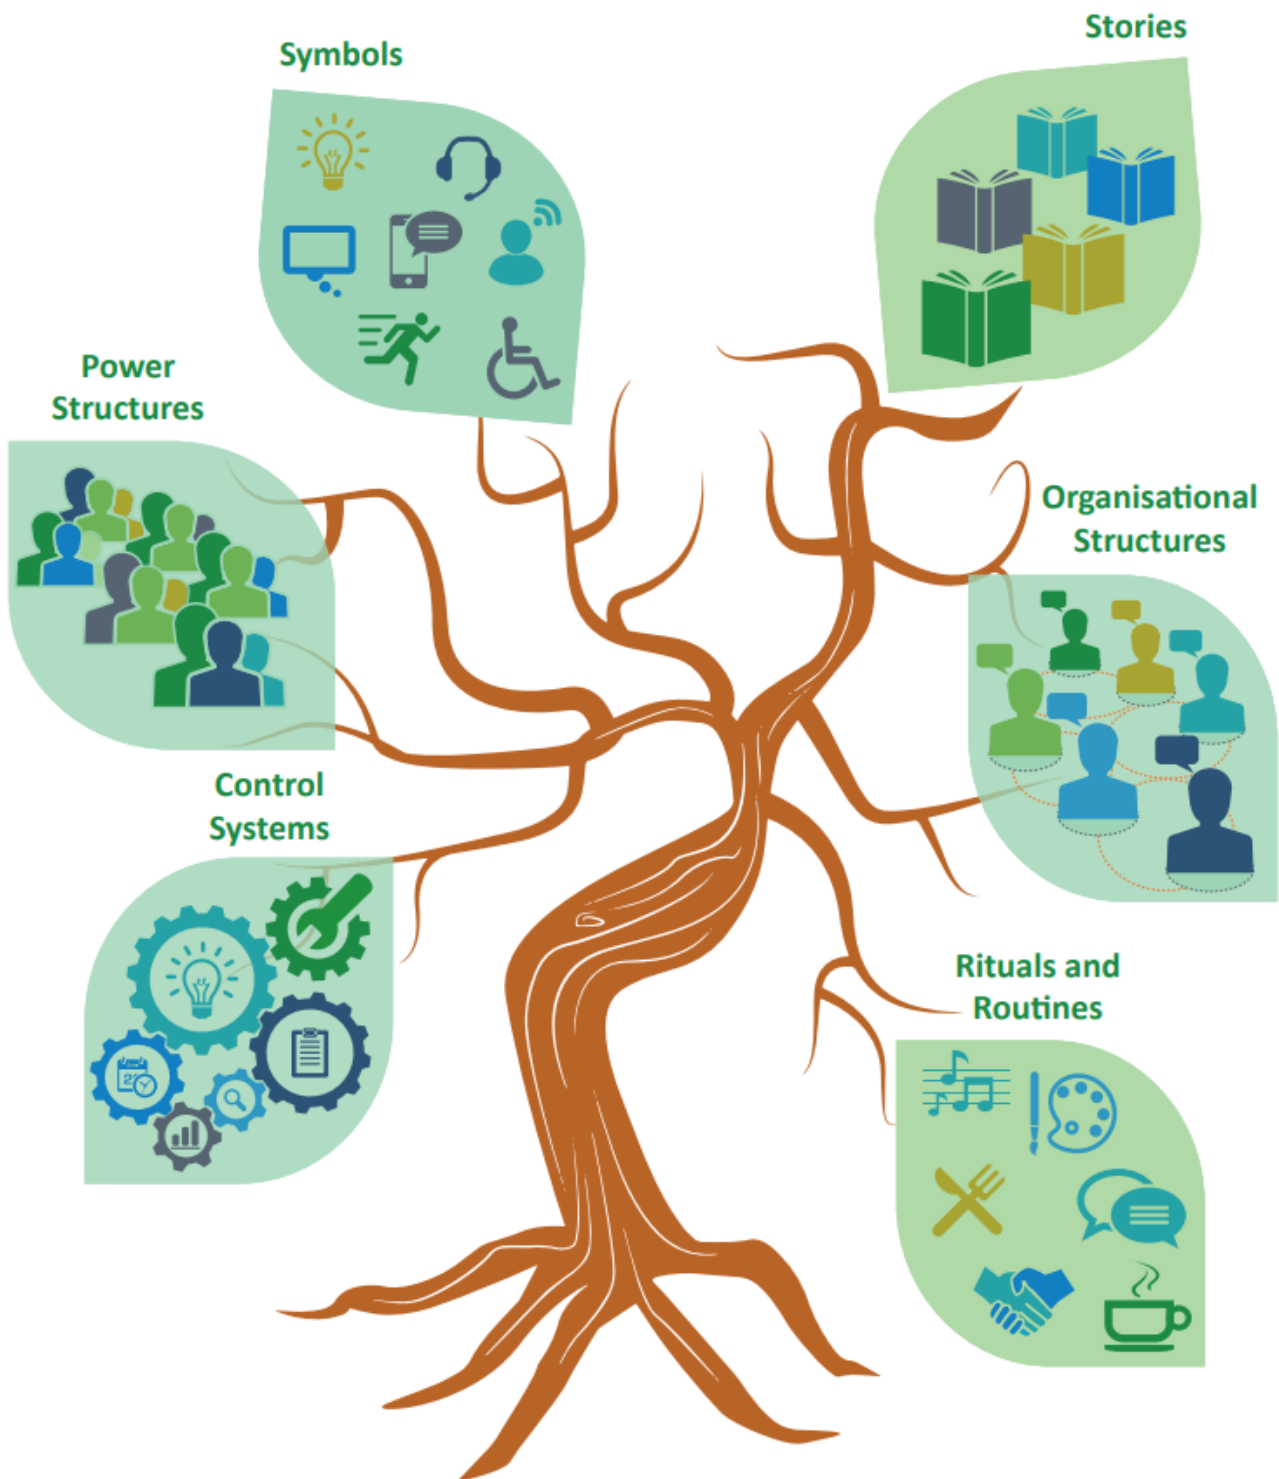 Stories
Symbols
Power
Structures
Organisational
Structures
Control
Systems
Rituals and
Routines